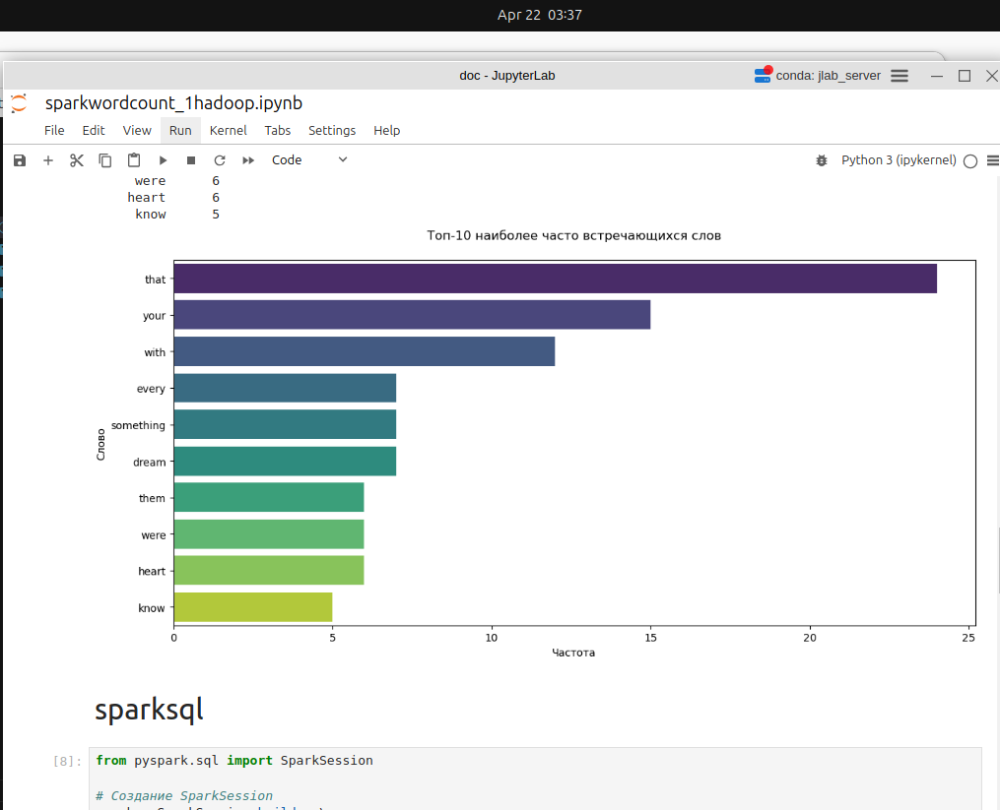 Apr 22 03:37
doc - JupyterLab
conda: jlab_server
sparkwordcount_1hadoop.ipynb
File Edit View Run Kernel Tabs Settings Help
Code
Python 3 (ipykernel)
were 6
heart 6
know 5
Топ-10 наиболее часто встречающихся слов
that
your
with
every
something
dream
them
were
heart
know
Слово
0 5 10 15 20 25
Частота
sparksql
[8]: from pyspark.sql import SparkSession
# Создание SparkSession